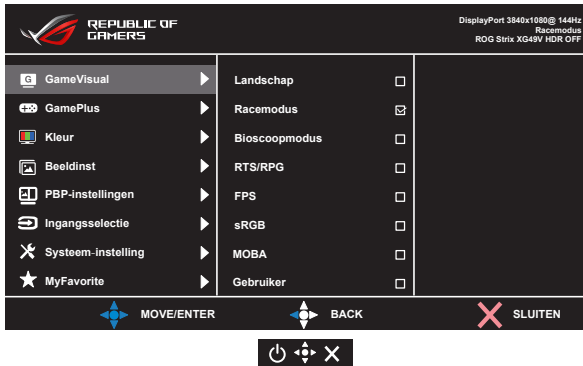 REPUBLIC OF
GAMERS
DisplayPort 3840x1080@ 144Hz
Racemodus
ROG Strix XG49V HDR OFF
G GameVisual
GamePlus
Kleur
Beeldinst
PBP-instellingen
Ingangsselectie
Systeem-instelling
MyFavorite
Landschap
Racemodus
Bioscoopmodus
RTS/RPG
FPS
sRGB
MOBA
Gebruiker
MOVE/ENTER
BACK
SLUITEN